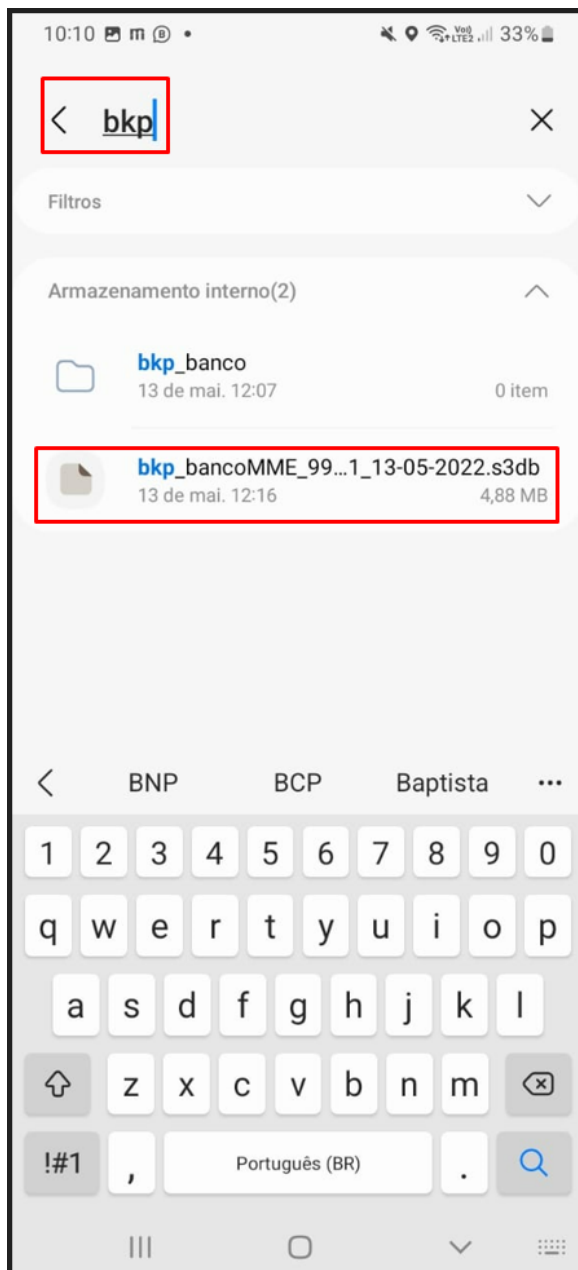 10:10 m B Vo)) LTE2 33%
bkp
Filtros
Armazenamento interno(2)
bkp_banco
13 de mai. 12:07 0 item
bkp_bancoMME_99...1_13-05-2022.s3db
13 de mai. 12:16 4,88 MB
BNP BCP Baptista ...
1 2 3 4 5 6 7 8 9 0
q w e r t y u i o p
a s d f g h j k l
z x c v b n m
!#1 , Português (BR) .